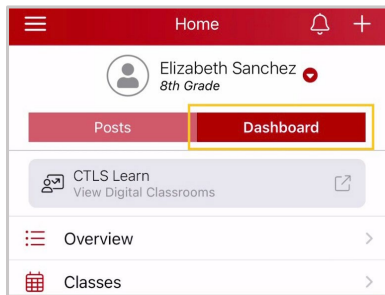 Home
Elizabeth Sanchez
8th Grade
Posts Dashboard
CTLS Learn
View Digital Classrooms
Overview
Classes